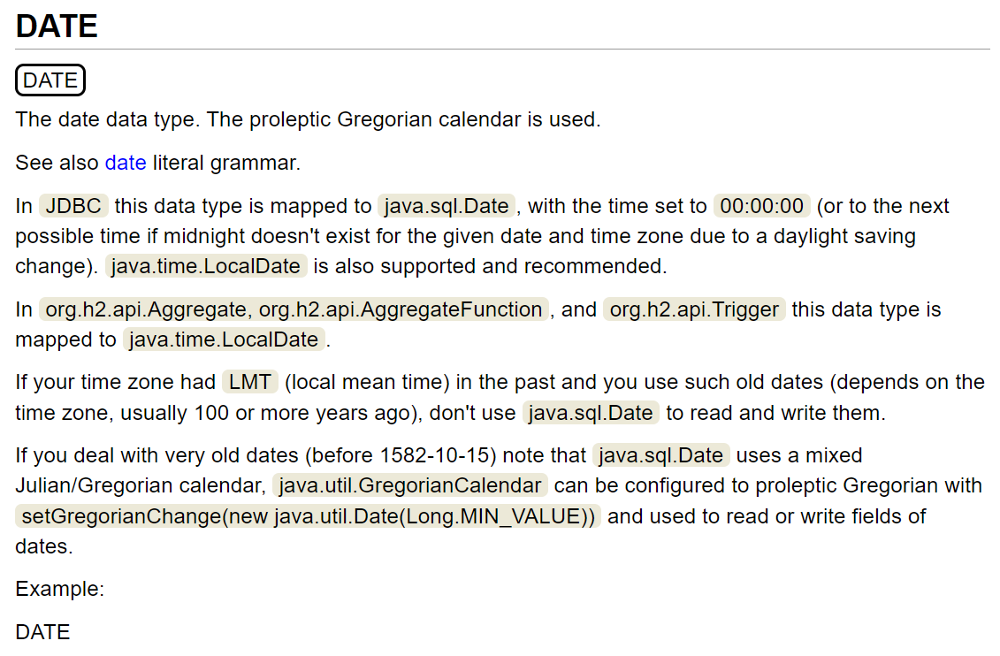 DATE
DATE
The date data type. The proleptic Gregorian calendar is used.
See also date literal grammar.
In JDBC this data type is mapped to java.sql.Date, with the time set to 00:00:00 (or to the next
possible time if midnight doesn't exist for the given date and time zone due to a daylight saving
change). java.time.LocalDate is also supported and recommended.
In org.h2.api.Aggregate, org.h2.api.AggregateFunction, and org.h2.api.Trigger this data type is
mapped to java.time.LocalDate.
If your time zone had LMT (local mean time) in the past and you use such old dates (depends on the
time zone, usually 100 or more years ago), don't use java.sql.Date to read and write them.
If you deal with very old dates (before 1582-10-15) note that java.sql.Date uses a mixed
Julian/Gregorian calendar, java.util.GregorianCalendar can be configured to proleptic Gregorian with
setGregorianChange(new java.util.Date(Long.MIN_VALUE)) and used to read or write fields of
dates.
Example:
DATE